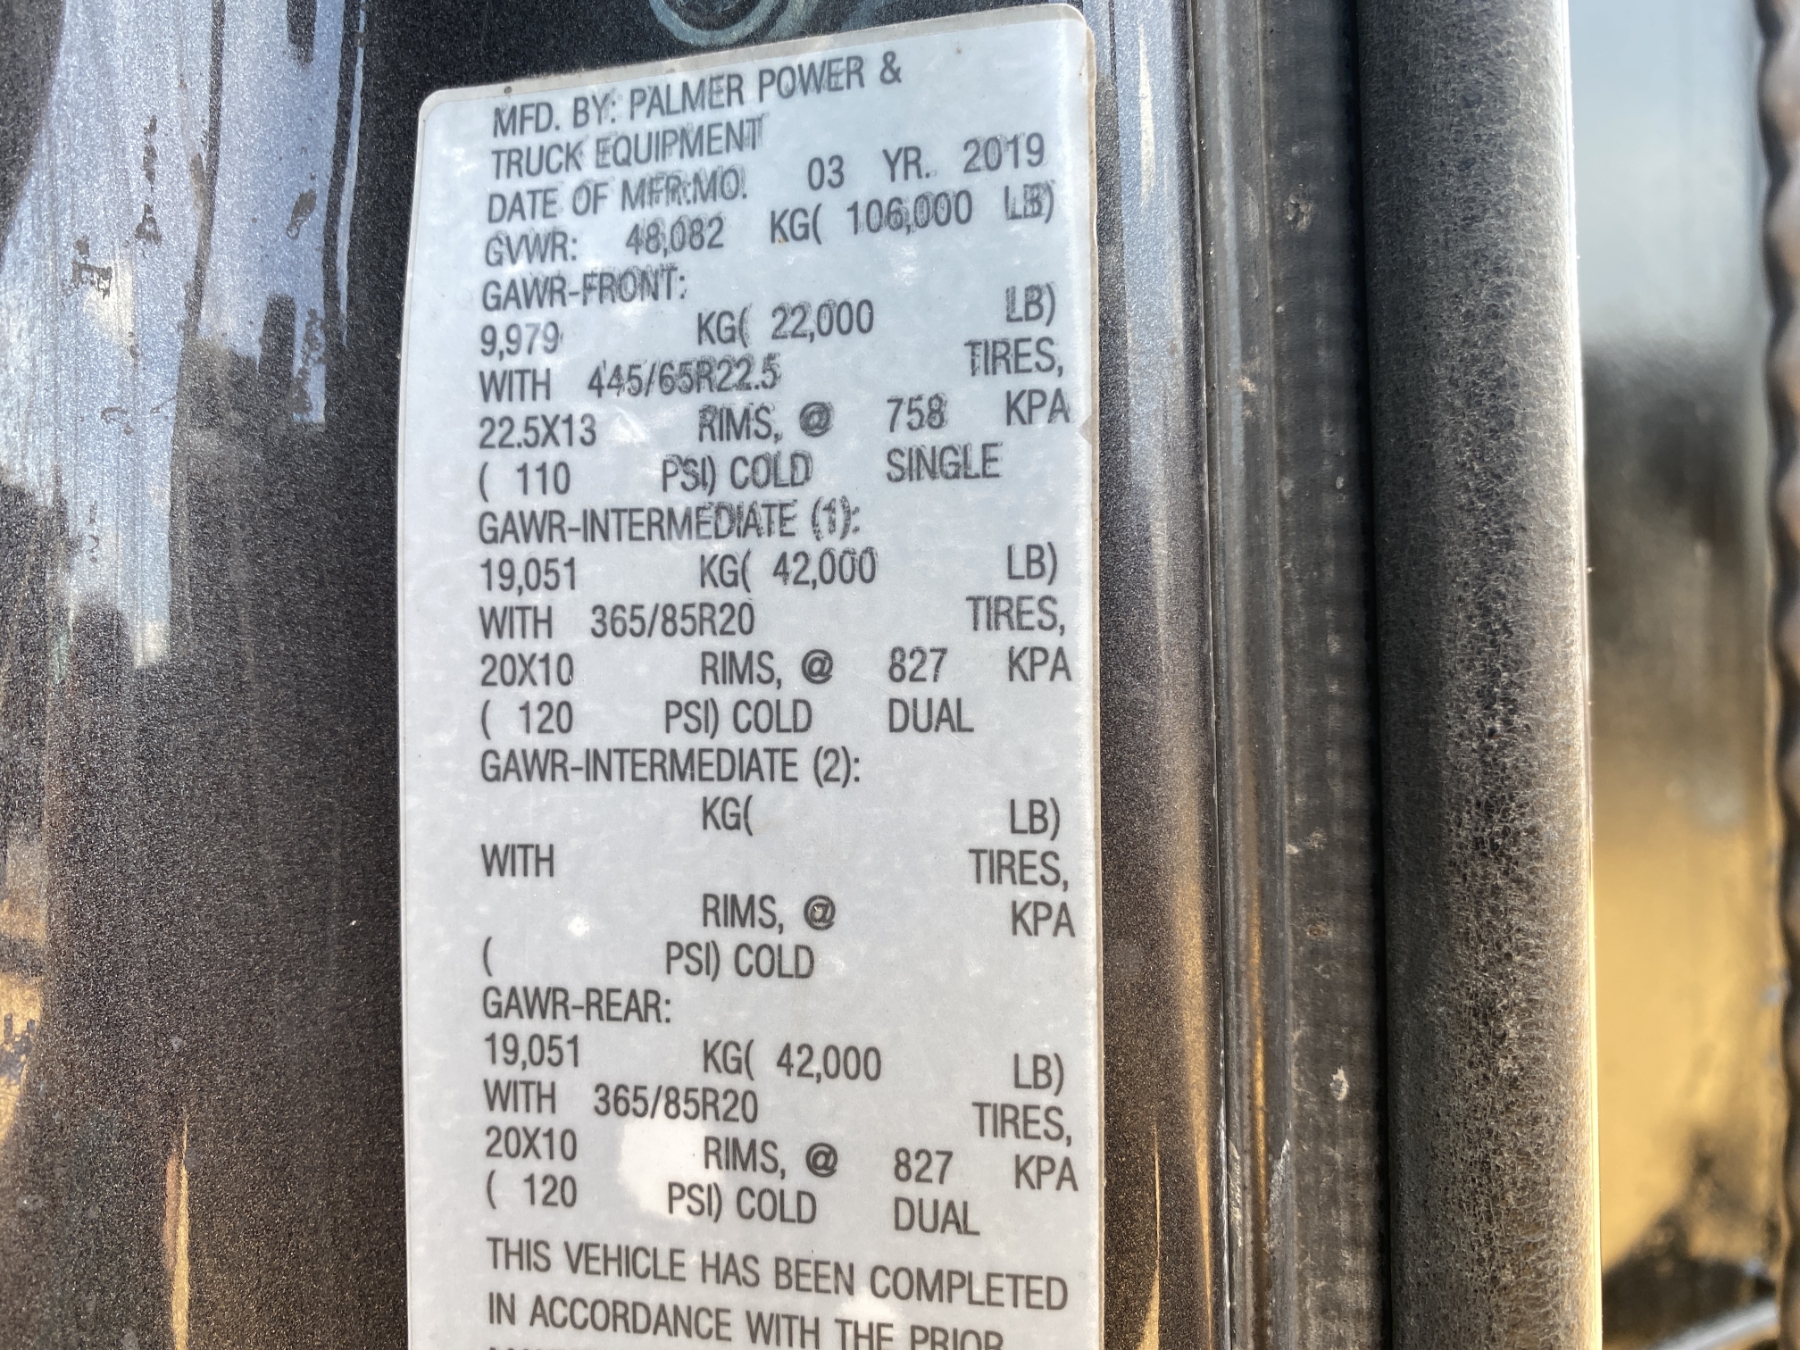 MFD. BY: PALMER POWER &
TRUCK EQUIPMENT
DATE OF MFR:MO. 03 YR. 2019
GVWR: 48,082 KG( 106,000 LB)
GAWR-FRONT:
9,979 KG( 22,000 LB)
WITH 445/65R22.5 TIRES,
22.5X13 RIMS, @ 758 KPA
( 110 PSI) COLD SINGLE
GAWR-INTERMEDIATE (1):
19,051 KG( 42,000 LB)
WITH 365/85R20 TIRES,
20X10 RIMS, @ 827 KPA
( 120 PSI) COLD DUAL
GAWR-INTERMEDIATE (2):
KG( LB)
WITH TIRES,
RIMS, @ KPA
( PSI) COLD
GAWR-REAR:
19,051 KG( 42,000 LB)
WITH 365/85R20 TIRES,
20X10 RIMS, @ 827 KPA
( 120 PSI) COLD DUAL
THIS VEHICLE HAS BEEN COMPLETED
IN ACCORDANCE WITH THE PRIOR